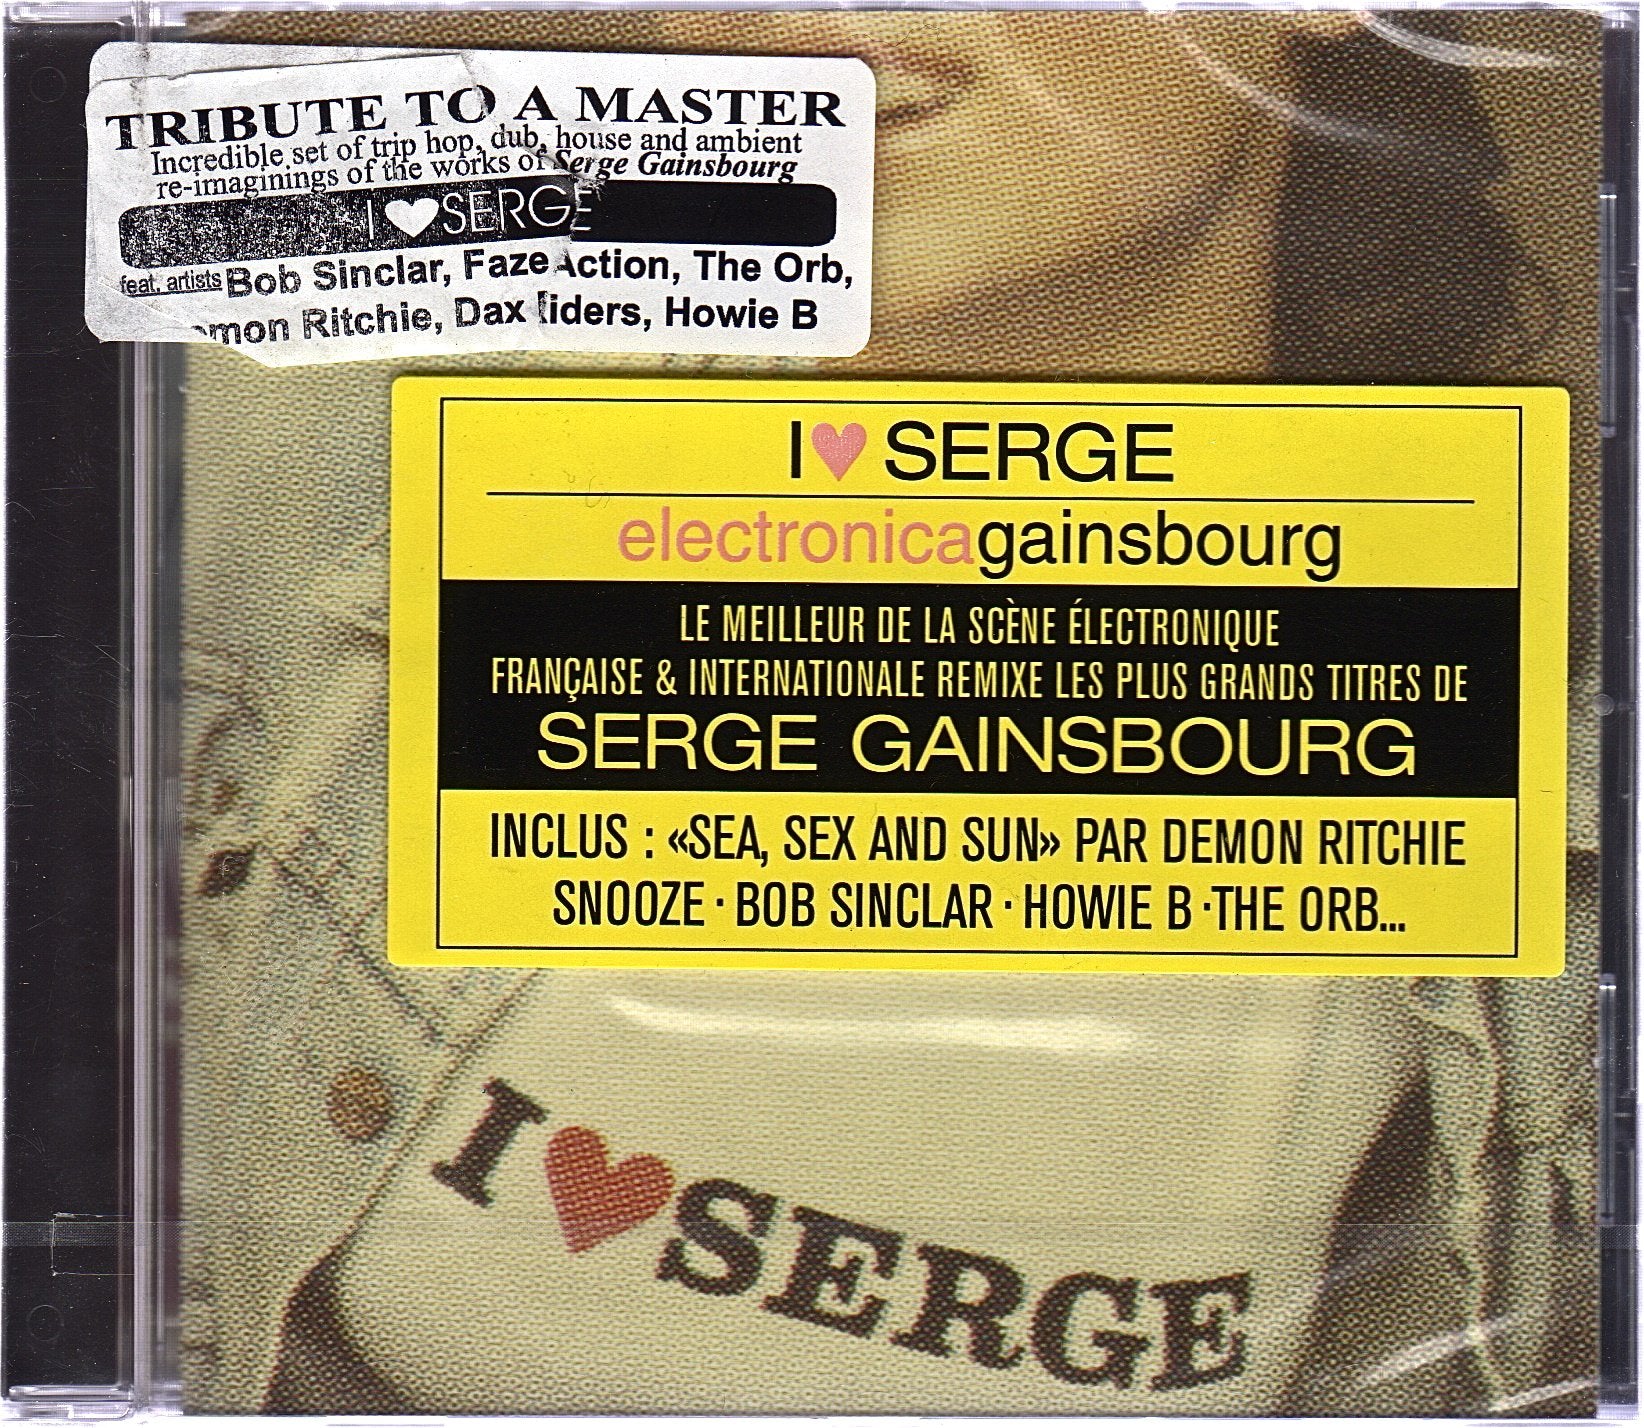 TRIBUTE TO A MASTER
Incredible set of trip hop, dub, house and ambient
re-imaginings of the works of Serge Gainsbourg
I ♥ SERGE
feat. artists Bob Sinclar, Faze Action, The Orb,
Ritchie, Dax Riders, Howie B
I ♥ SERGE
electronicagainsbourg
LE MEILLEUR DE LA SCÈNE ÉLECTRONIQUE
FRANÇAISE & INTERNATIONALE REMIXE LES PLUS GRANDS TITRES DE
SERGE GAINSBOURG
INCLUS : «SEA, SEX AND SUN» PAR DEMON RITCHIE
SNOOZE · BOB SINCLAR · HOWIE B · THE ORB...
I ♥ SERGE